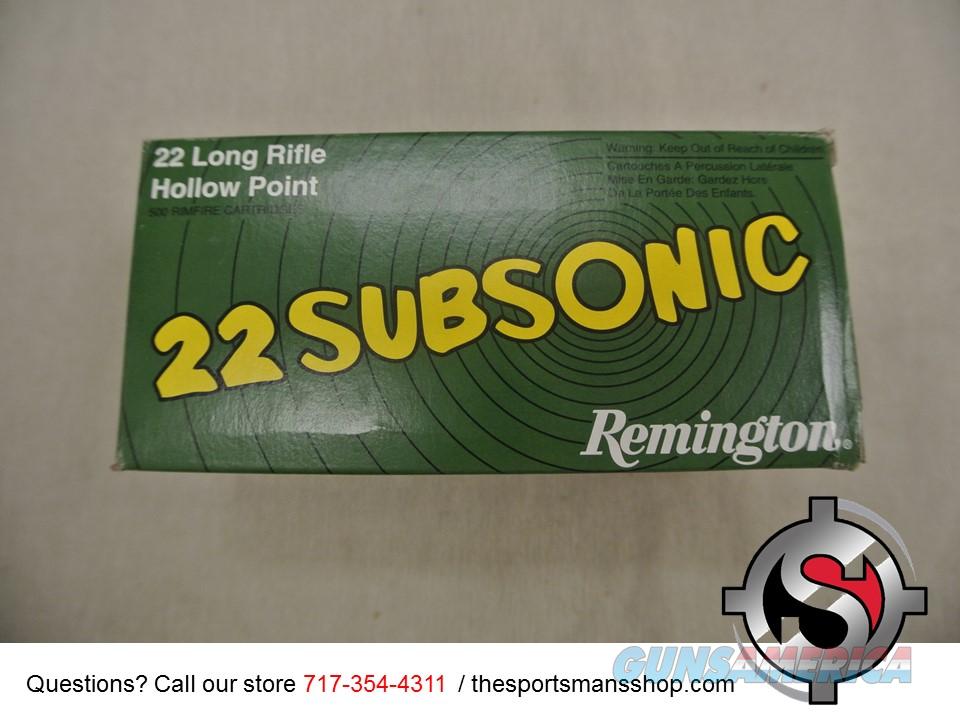 22 Long Rifle
Hollow Point
500 RIMFIRE CARTRIDGES
Warning: Keep Out of Reach of Children
Cartouches A Percussion Latérale
Mise En Garde: Gardez Hors
De La Portée Des Enfants.
22 SUBSONIC
Remington®
S
GUNSAMERICA
Questions? Call our store 717-354-4311 / thesportsmansshop.com